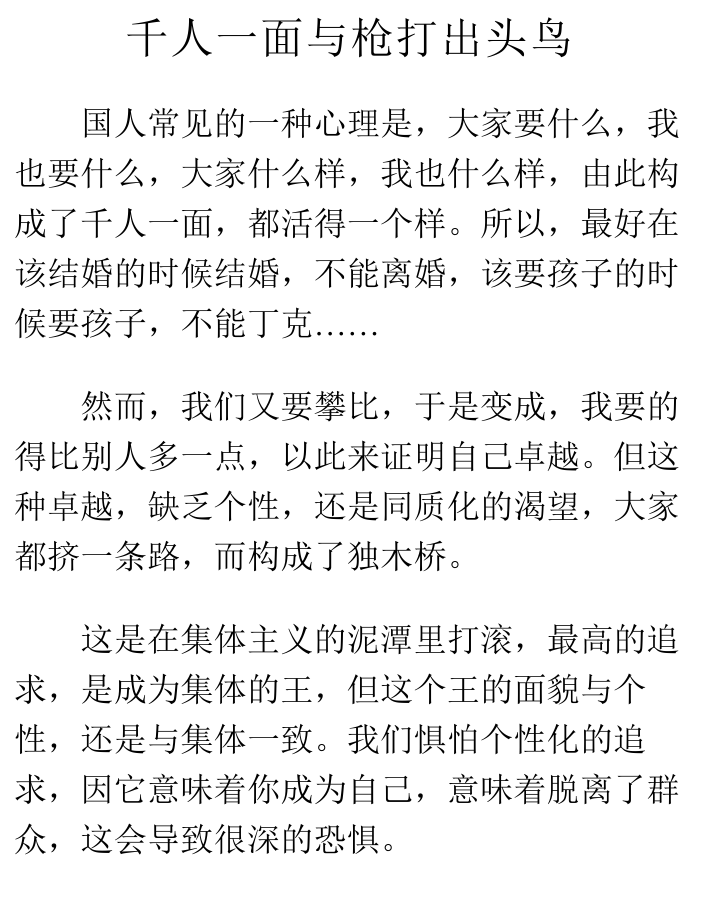 千人一面与枪打出头鸟
国人常见的一种心理是，大家要什么，我
也要什么，大家什么样，我也什么样，由此构
成了千人一面，都活得一个样。所以，最好在
该结婚的时候结婚，不能离婚，该要孩子的时
候要孩子，不能丁克……
然而，我们又要攀比，于是变成，我要的
得比别人多一点，以此来证明自己卓越。但这
种卓越，缺乏个性，还是同质化的渴望，大家
都挤一条路，而构成了独木桥。
这是在集体主义的泥潭里打滚，最高的追
求，是成为集体的王，但这个王的面貌与个
性，还是与集体一致。我们惧怕个性化的追
求，因它意味着你成为自己，意味着脱离了群
众，这会导致很深的恐惧。